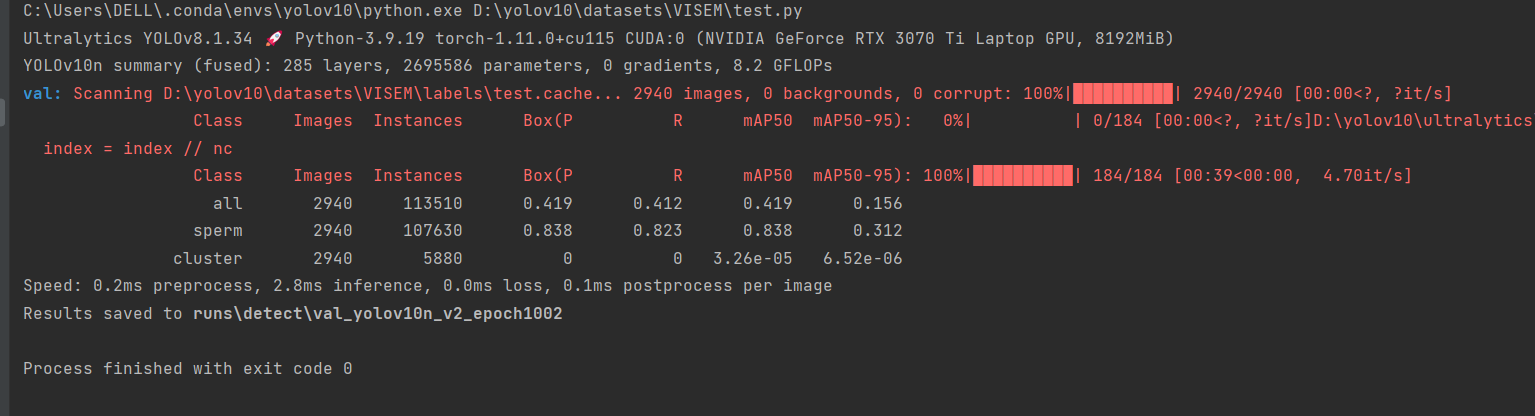 C:\Users\DELL\.conda\envs\yolov10\python.exe D:\yolov10\datasets\VISEM\test.py
Ultralytics YOLOv8.1.34 🚀 Python-3.9.19 torch-1.11.0+cu115 CUDA:0 (NVIDIA GeForce RTX 3070 Ti Laptop GPU, 8192MiB)
YOLOv10n summary (fused): 285 layers, 2695586 parameters, 0 gradients, 8.2 GFLOPs
val: Scanning D:\yolov10\datasets\VISEM\labels\test.cache... 2940 images, 0 backgrounds, 0 corrupt: 100%|██████████| 2940/2940 [00:00<?, ?it/s]
Class Images Instances Box(P R mAP50 mAP50-95): 0%| | 0/184 [00:00<?, ?it/s]D:\yolov10\ultralytics
index = index // nc
Class Images Instances Box(P R mAP50 mAP50-95): 100%|██████████| 184/184 [00:39<00:00, 4.70it/s]
all 2940 113510 0.419 0.412 0.419 0.156
sperm 2940 107630 0.838 0.823 0.838 0.312
cluster 2940 5880 0 0 3.26e-05 6.52e-06
Speed: 0.2ms preprocess, 2.8ms inference, 0.0ms loss, 0.1ms postprocess per image
Results saved to runs\detect\val_yolov10n_v2_epoch1002
Process finished with exit code 0